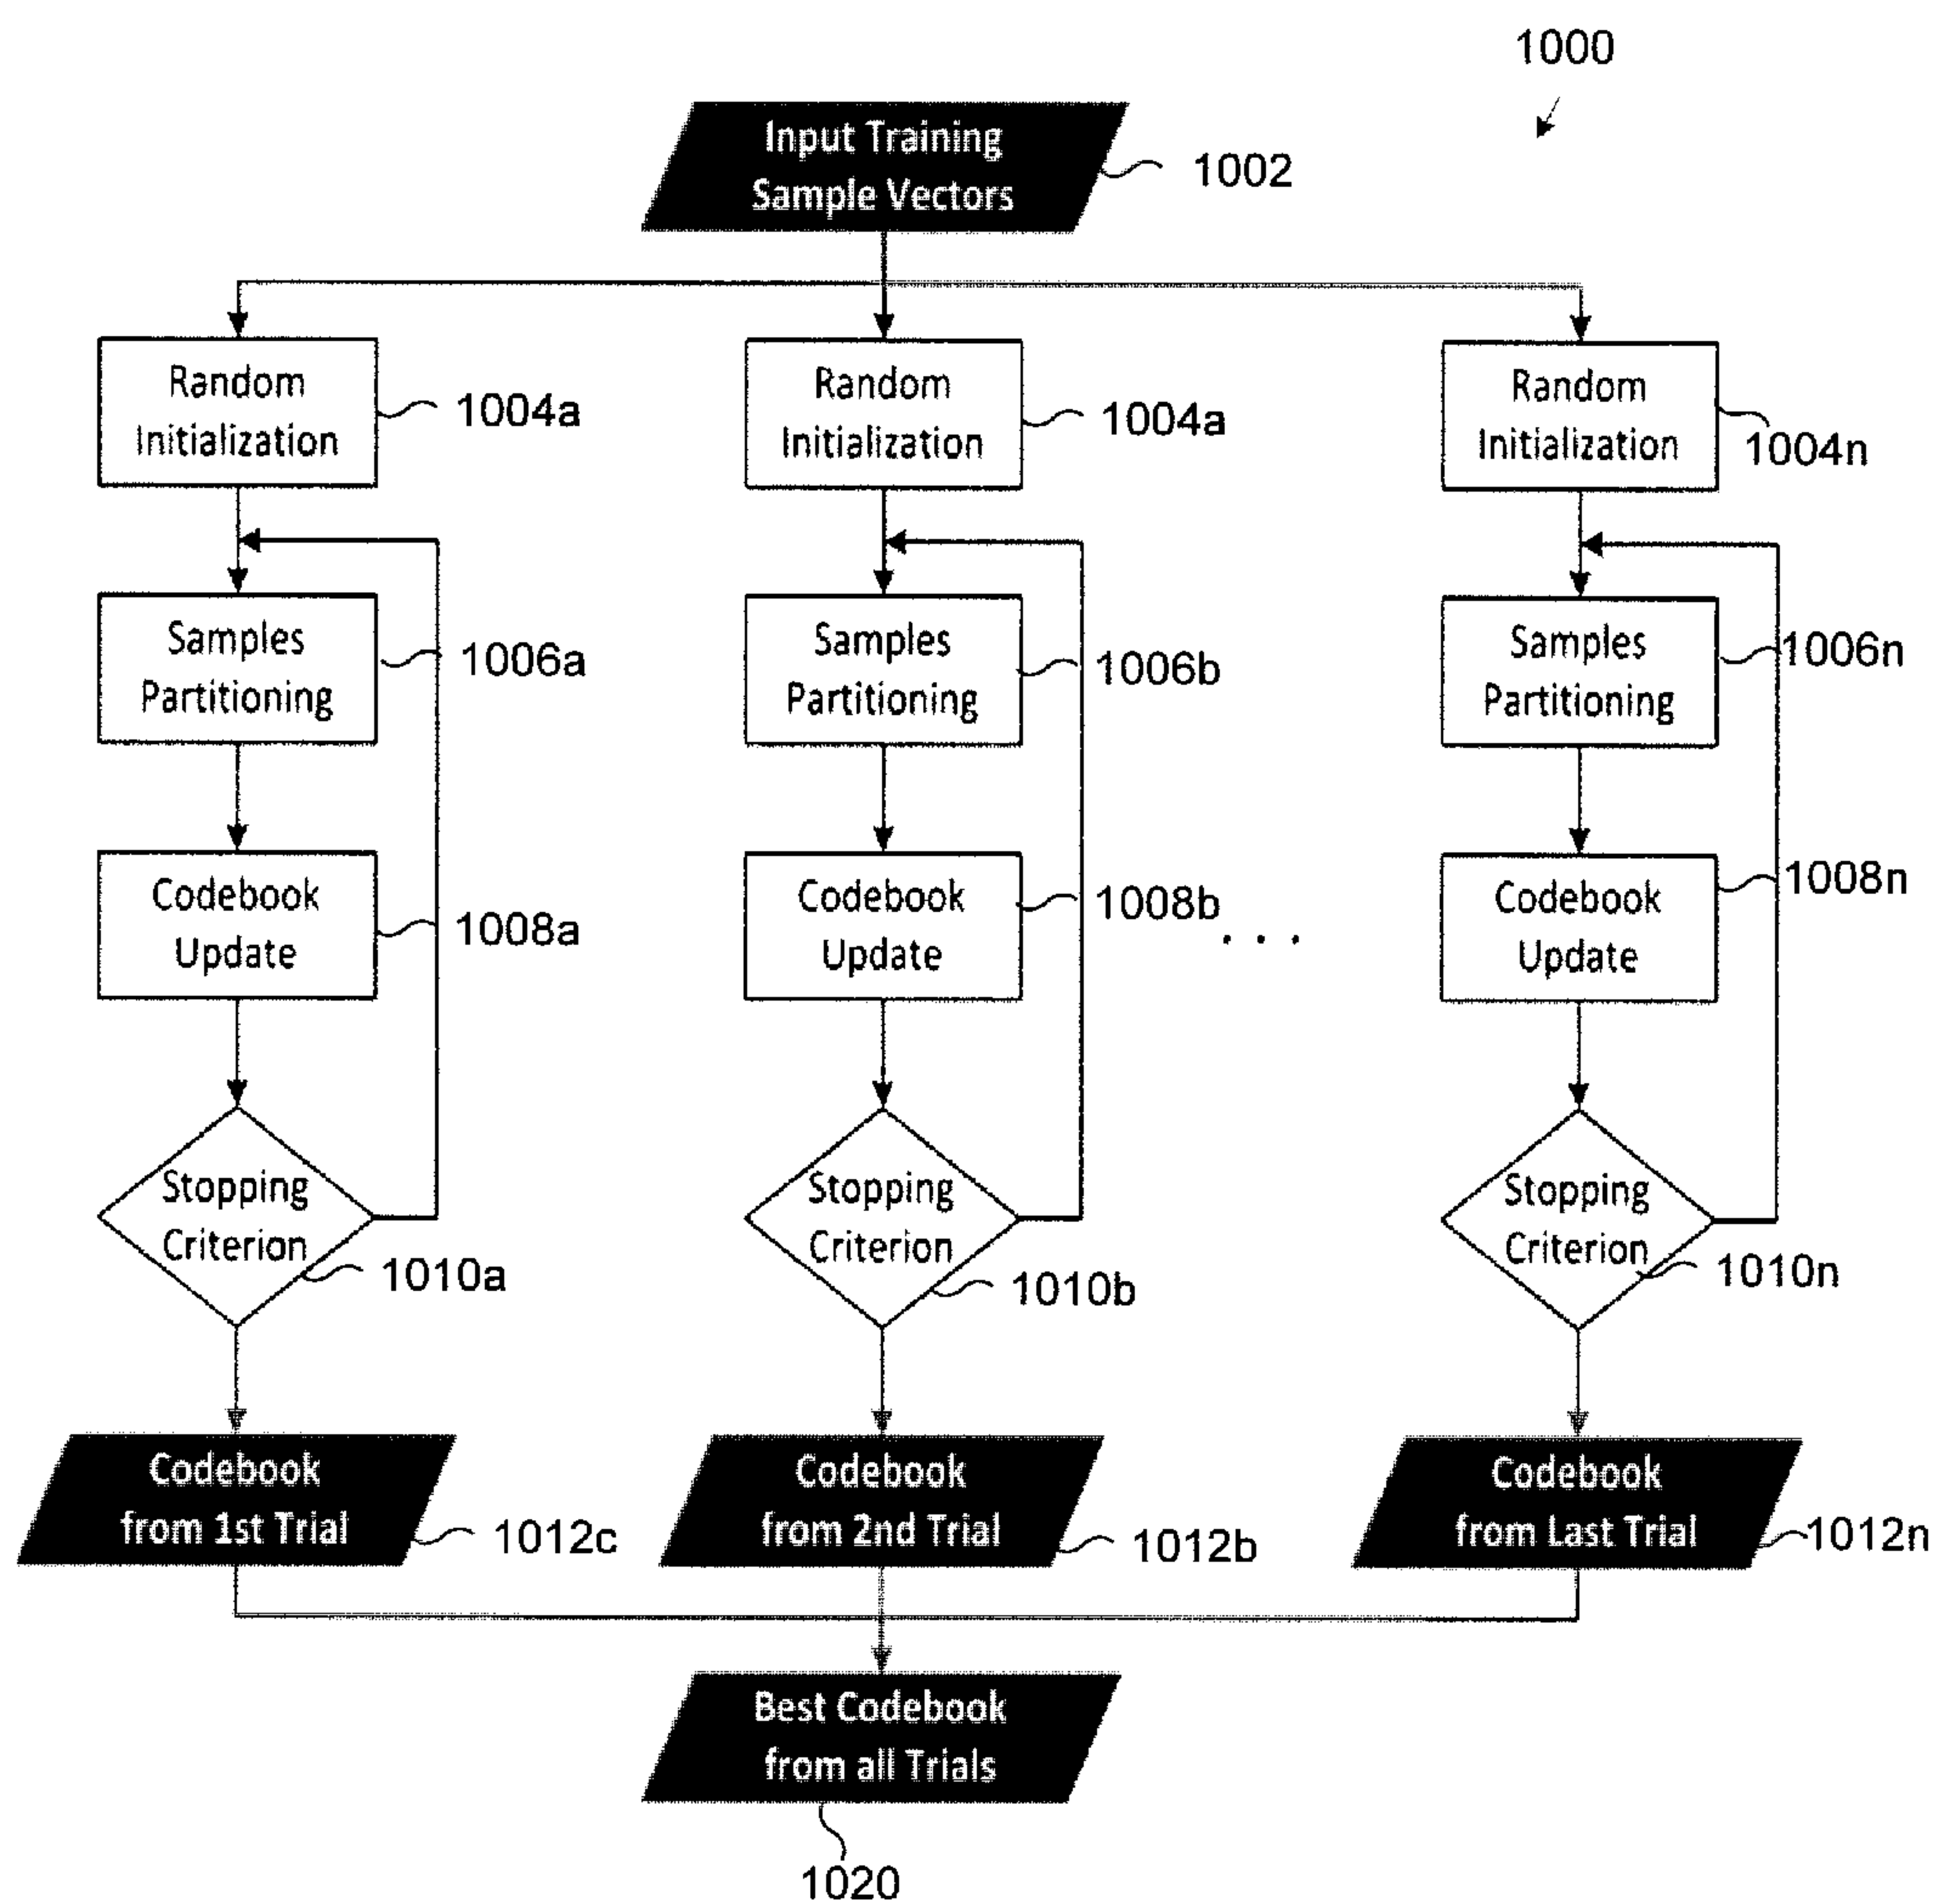 1000
Input Training
Sample Vectors
1002
Random
Initialization
1004a
Random
Initialization
1004a
Random
Initialization
1004n
Samples
Partitioning
1006a
Samples
Partitioning
1006b
Samples
Partitioning
1006n
Codebook
Update
1008a
Codebook
Update
1008b
. . .
Codebook
Update
1008n
Stopping
Criterion
1010a
Stopping
Criterion
1010b
Stopping
Criterion
1010n
Codebook
from 1st Trial
1012c
Codebook
from 2nd Trial
1012b
Codebook
from Last Trial
1012n
Best Codebook
from all Trials
1020